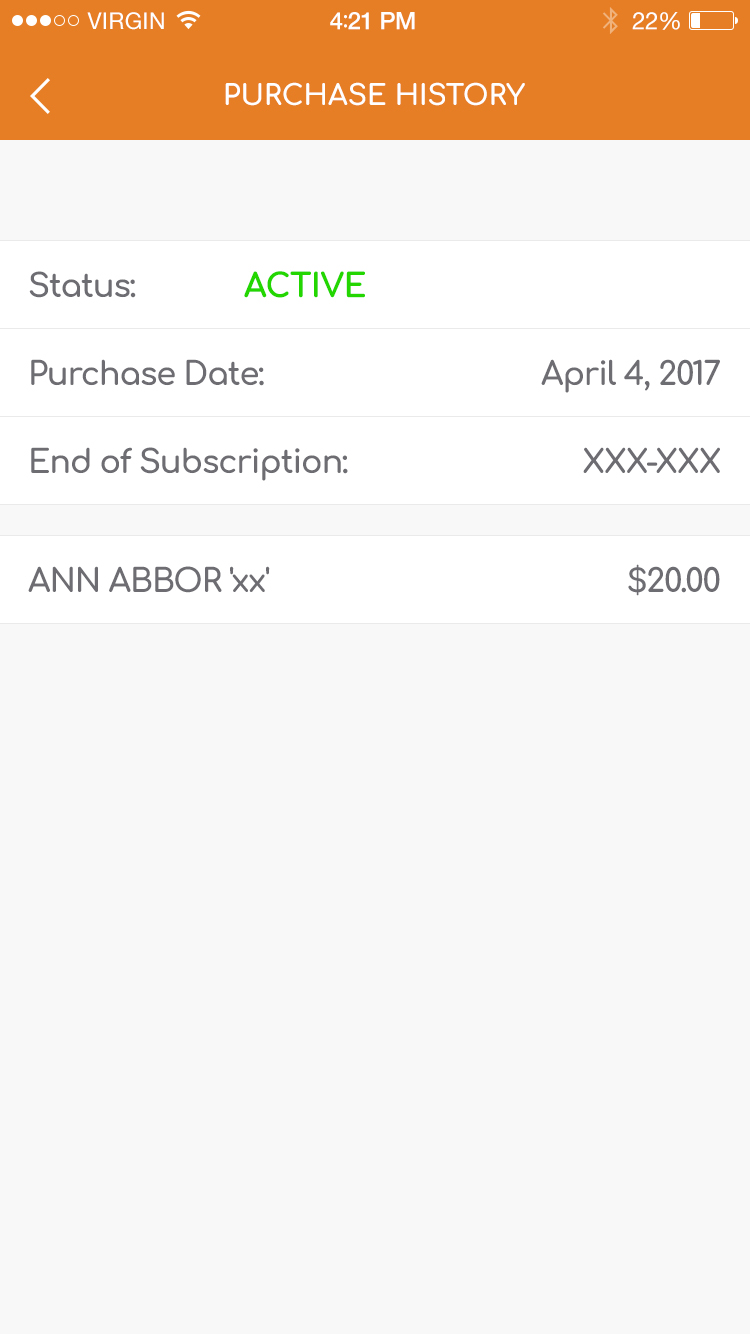 VIRGIN 4:21 PM 22%
PURCHASE HISTORY
Status: ACTIVE
Purchase Date: April 4, 2017
End of Subscription: XXX-XXX
ANN ABBOR 'xx' $20.00